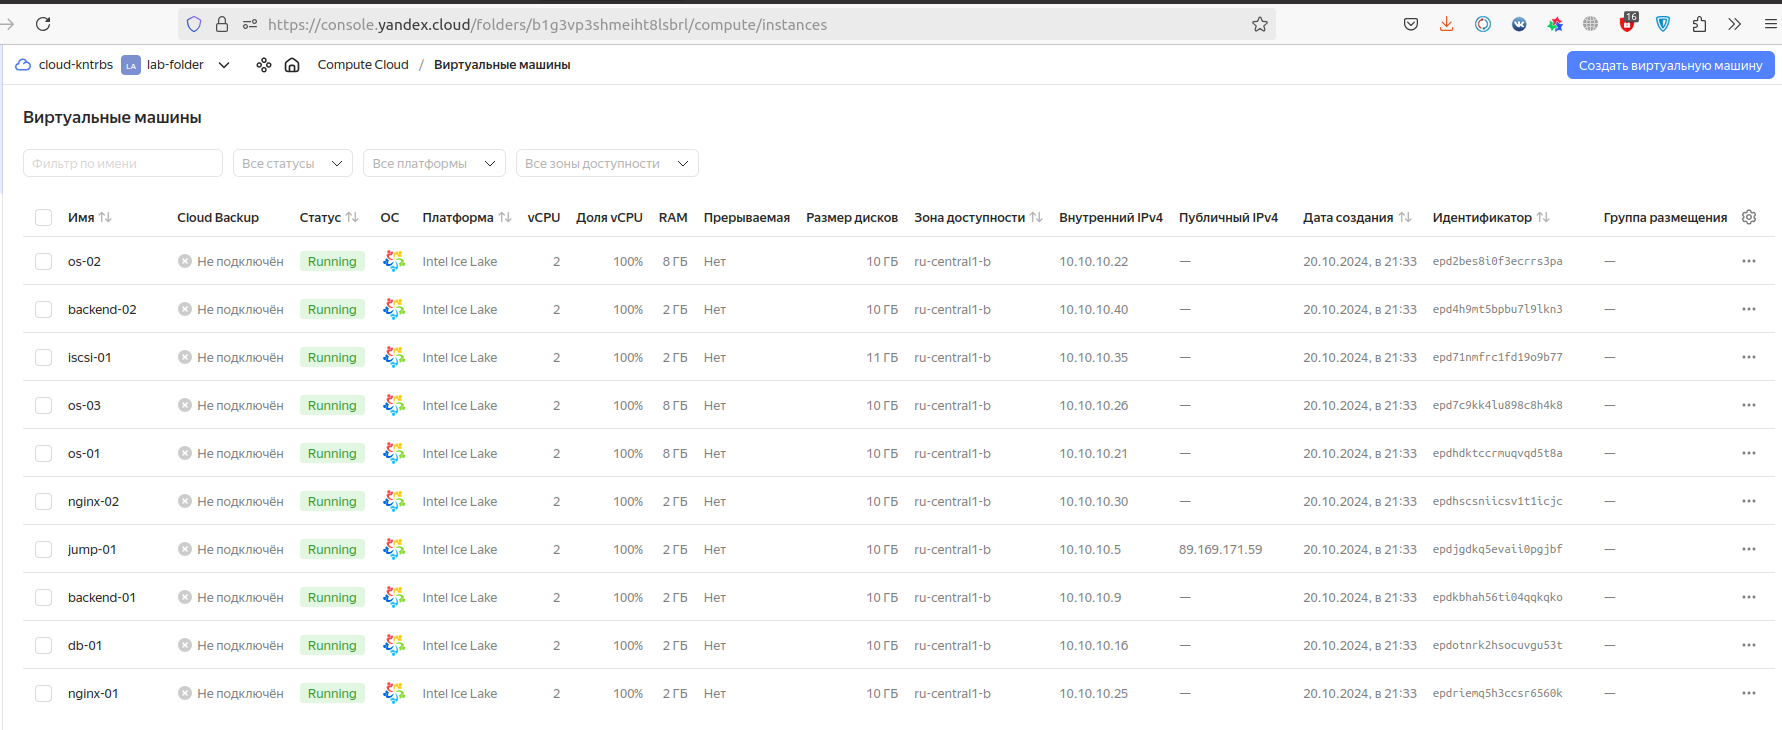 https://console.yandex.cloud/folders/b1g3vp3shmeiht8lsbrl/compute/instances
16
cloud-kntrbs LA lab-folder Compute Cloud / Виртуальные машины Создать виртуальную машину
Виртуальные машины
Фильтр по имени Все статусы Все платформы Все зоны доступности
Имя Cloud Backup Статус ОС Платформа vCPU Доля vCPU RAM Прерываемая Размер дисков Зона доступности Внутренний IPv4 Публичный IPv4 Дата создания Идентификатор Группа размещения
os-02 Не подключён Running Intel Ice Lake 2 100% 8 ГБ Нет 10 ГБ ru-central1-b 10.10.10.22 — 20.10.2024, в 21:33 epd2bes8i0f3ecrrs3pa —
backend-02 Не подключён Running Intel Ice Lake 2 100% 2 ГБ Нет 10 ГБ ru-central1-b 10.10.10.40 — 20.10.2024, в 21:33 epd4h9mt5bpbu7l9lkn3 —
iscsi-01 Не подключён Running Intel Ice Lake 2 100% 2 ГБ Нет 11 ГБ ru-central1-b 10.10.10.35 — 20.10.2024, в 21:33 epd71nmfrc1fd19o9b77 —
os-03 Не подключён Running Intel Ice Lake 2 100% 8 ГБ Нет 10 ГБ ru-central1-b 10.10.10.26 — 20.10.2024, в 21:33 epd7c9kk4lu898c8h4k8 —
os-01 Не подключён Running Intel Ice Lake 2 100% 8 ГБ Нет 10 ГБ ru-central1-b 10.10.10.21 — 20.10.2024, в 21:33 epdhdktccrmuqvqd5t8a —
nginx-02 Не подключён Running Intel Ice Lake 2 100% 2 ГБ Нет 10 ГБ ru-central1-b 10.10.10.30 — 20.10.2024, в 21:33 epdhscsniicsv1t1icjc —
jump-01 Не подключён Running Intel Ice Lake 2 100% 2 ГБ Нет 10 ГБ ru-central1-b 10.10.10.5 89.169.171.59 20.10.2024, в 21:33 epdjgdkq5evaii0pgjbf —
backend-01 Не подключён Running Intel Ice Lake 2 100% 2 ГБ Нет 10 ГБ ru-central1-b 10.10.10.9 — 20.10.2024, в 21:33 epdkbhah56ti04qqkqko —
db-01 Не подключён Running Intel Ice Lake 2 100% 2 ГБ Нет 10 ГБ ru-central1-b 10.10.10.16 — 20.10.2024, в 21:33 epdotnrk2hsocuvgu53t —
nginx-01 Не подключён Running Intel Ice Lake 2 100% 2 ГБ Нет 10 ГБ ru-central1-b 10.10.10.25 — 20.10.2024, в 21:33 epdriemq5h3ccsr6560k —